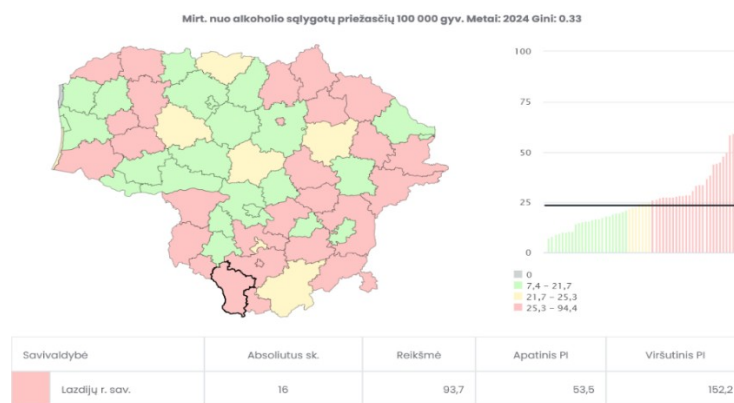 Mirt. nuo alkoholio sąlygotų priežasčių 100 000 gyv. Metai: 2024 Gini: 0.33
100
75
50
25
0
0
7,4 - 21,7
21,7 - 25,3
25,3 - 94,4
Savivaldybė Absoliutus sk. Reikšmė Apatinis PI Viršutinis PI
Lazdijų r. sav. 16 93,7 53,5 152,2